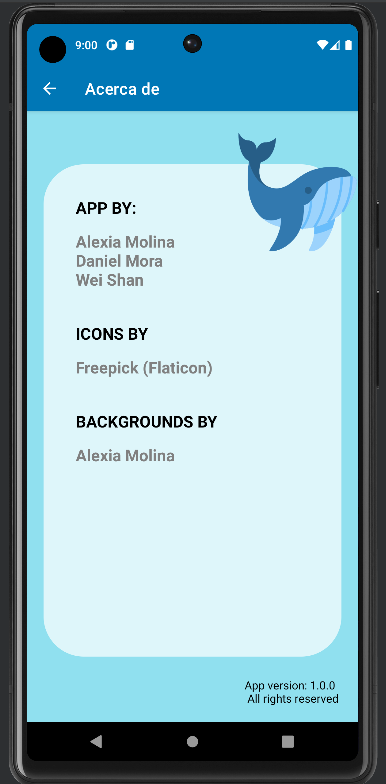 9:00
Acerca de
APP BY:
Alexia Molina
Daniel Mora
Wei Shan
ICONS BY
Freepick (Flaticon)
BACKGROUNDS BY
Alexia Molina
App version: 1.0.0
All rights reserved